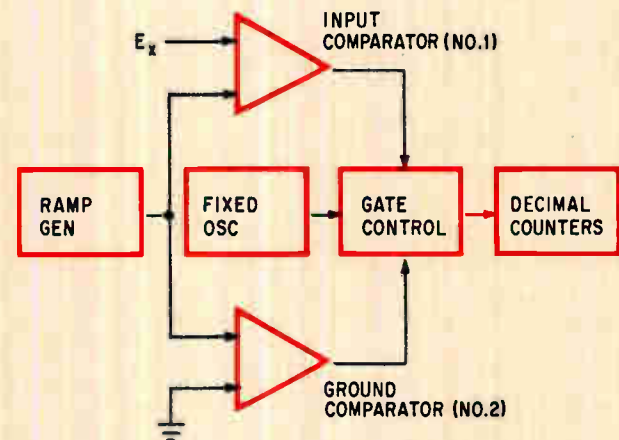 INPUT
COMPARATOR (NO.1)
Eₓ
RAMP
GEN
FIXED
OSC
GATE
CONTROL
DECIMAL
COUNTERS
GROUND
COMPARATOR (NO.2)